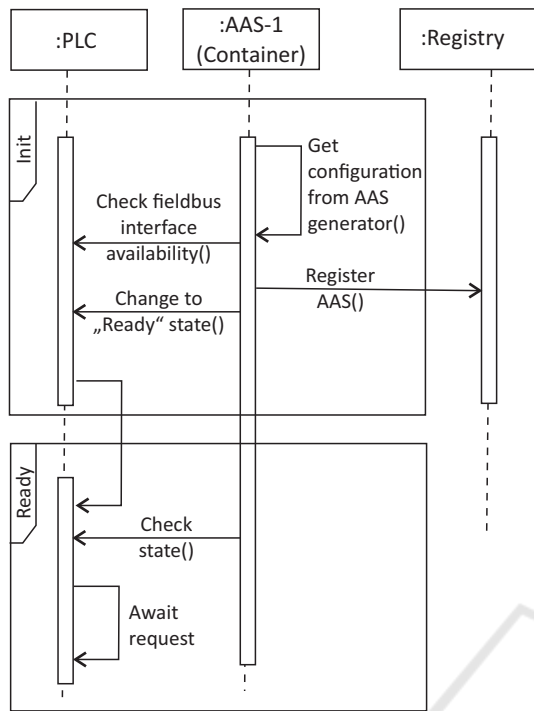 :PLC
:AAS-1
(Container)
:Registry
Init
Get
configuration
from AAS
generator()
Check fieldbus
interface
availability()
Register
AAS()
Change to
„Ready“ state()
Ready
Check
state()
Await
request